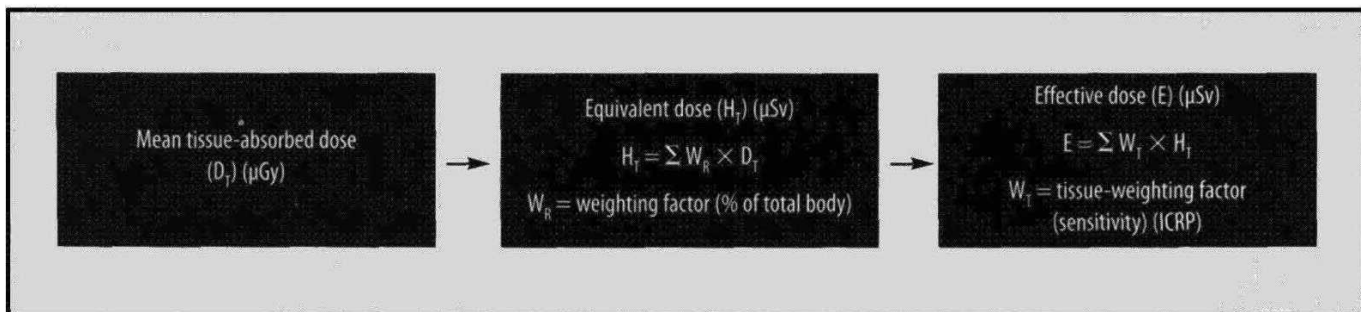 Mean tissue-absorbed dose
(D_T) (μGy)
Equivalent dose (H_T) (μSv)
H_T = Σ W_R × D_T
W_R = weighting factor (% of total body)
Effective dose (E) (μSv)
E = Σ W_T × H_T
W_T = tissue-weighting factor
(sensitivity) (ICRP)